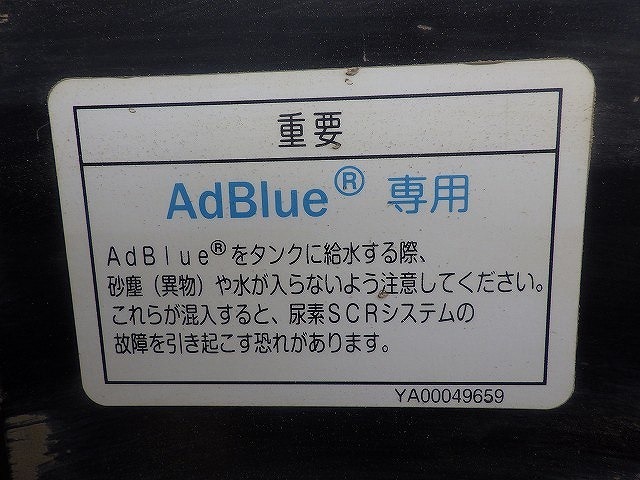 重要
AdBlue® 専用
AdBlue®をタンクに給水する際、
砂塵（異物）や水が入らないよう注意してください。
これらが混入すると、尿素SCRシステムの
故障を引き起こす恐れがあります。
YA00049659